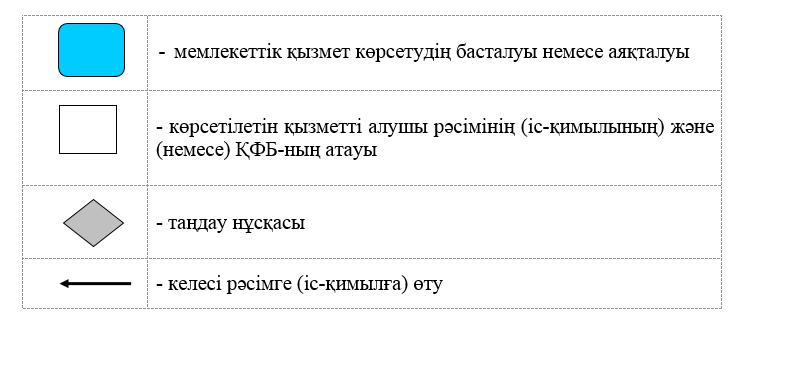 - мемлекеттік қызмет көрсетудің басталуы немесе аяқталуы
- көрсетілетін қызметті алушы рәсімінің (іс-қимылының) және
(немесе) ҚФБ-ның атауы
- таңдау нұсқасы
- келесі рәсімге (іс-қимылға) өту